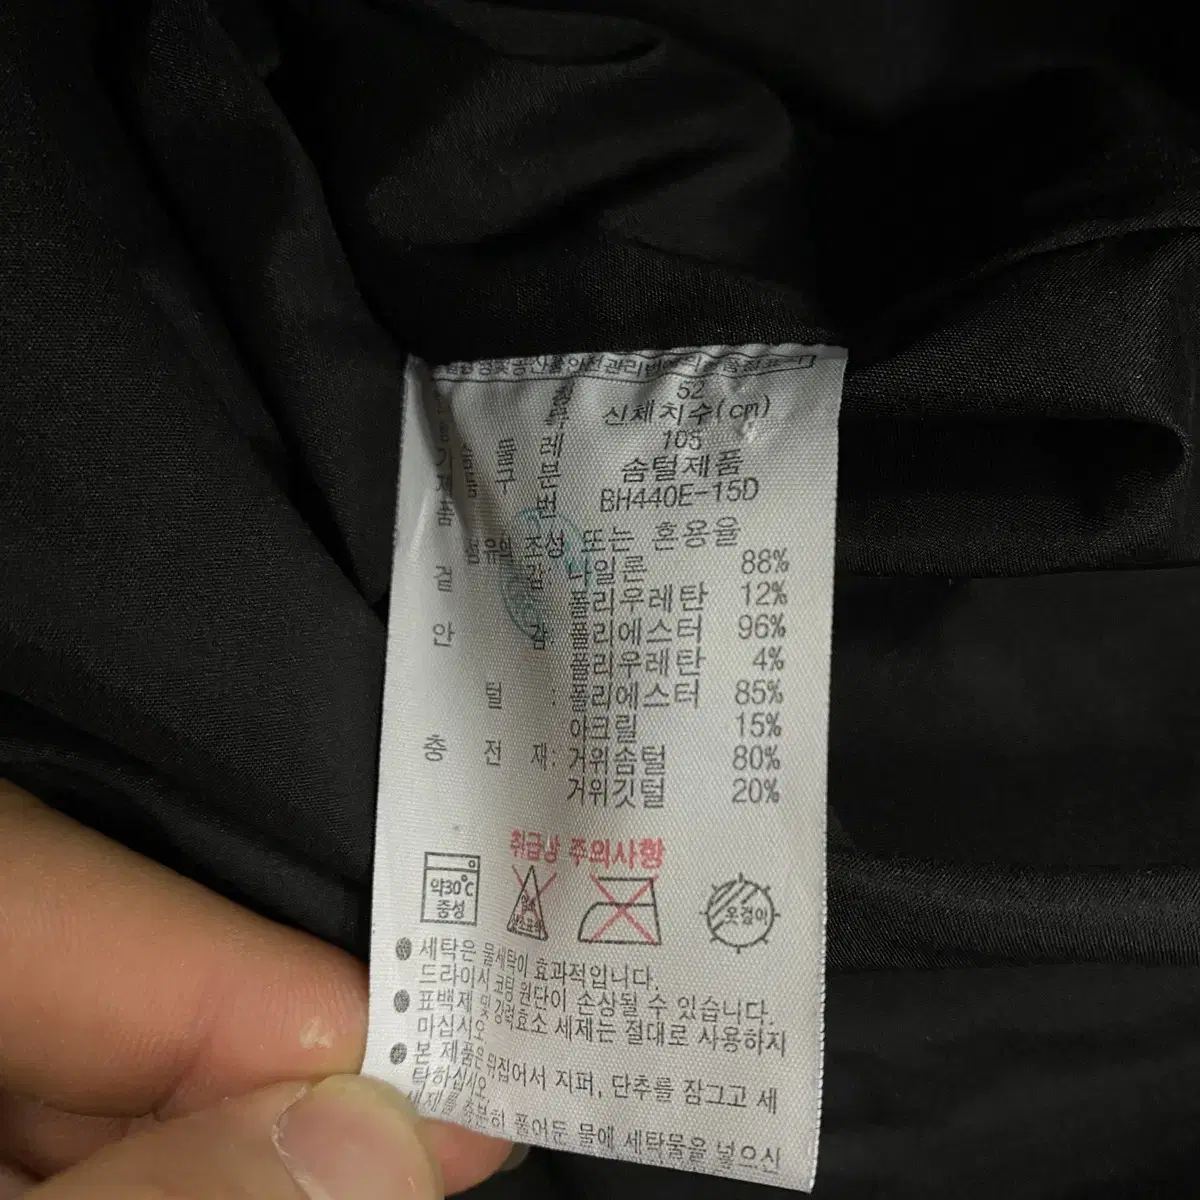 52
신체치수(cm)
105
솜털제품
BH440E-15D
조성 또는 혼용율
겉 감 나일론 88%
폴리우레탄 12%
안 감 폴리에스터 96%
폴리우레탄 4%
털 : 폴리에스터 85%
아크릴 15%
충 전 재: 거위솜털 80%
거위깃털 20%
취급상 주의사항
약30℃
중성
옷걸이
● 세탁은 물세탁이 효과적입니다.
드라이시 코팅 원단이 손상될 수 있습니다.
● 표백제 및 강력효소 세제는 절대로 사용하지
마십시오.
● 본 제품은 뒤집어서 지퍼, 단추를 잠그고 세
탁하십시오.
세제를 충분히 풀어둔 물에 세탁물을 넣으신